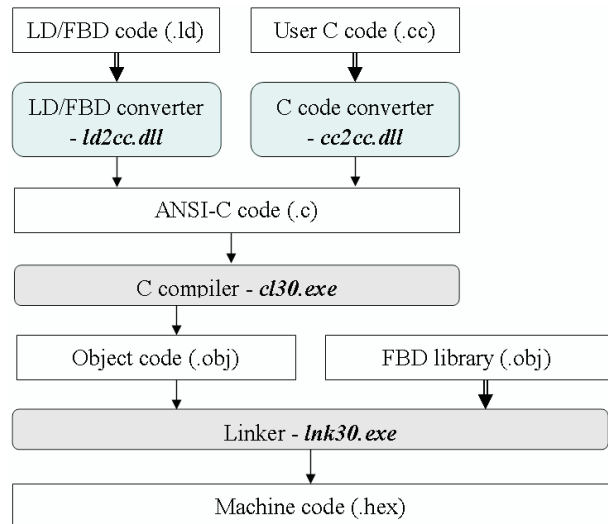 LD/FBD code (.ld)
User C code (.cc)
LD/FBD converter
- ld2cc.dll
C code converter
- cc2cc.dll
ANSI-C code (.c)
C compiler - cl30.exe
Object code (.obj)
FBD library (.obj)
Linker - lnk30.exe
Machine code (.hex)